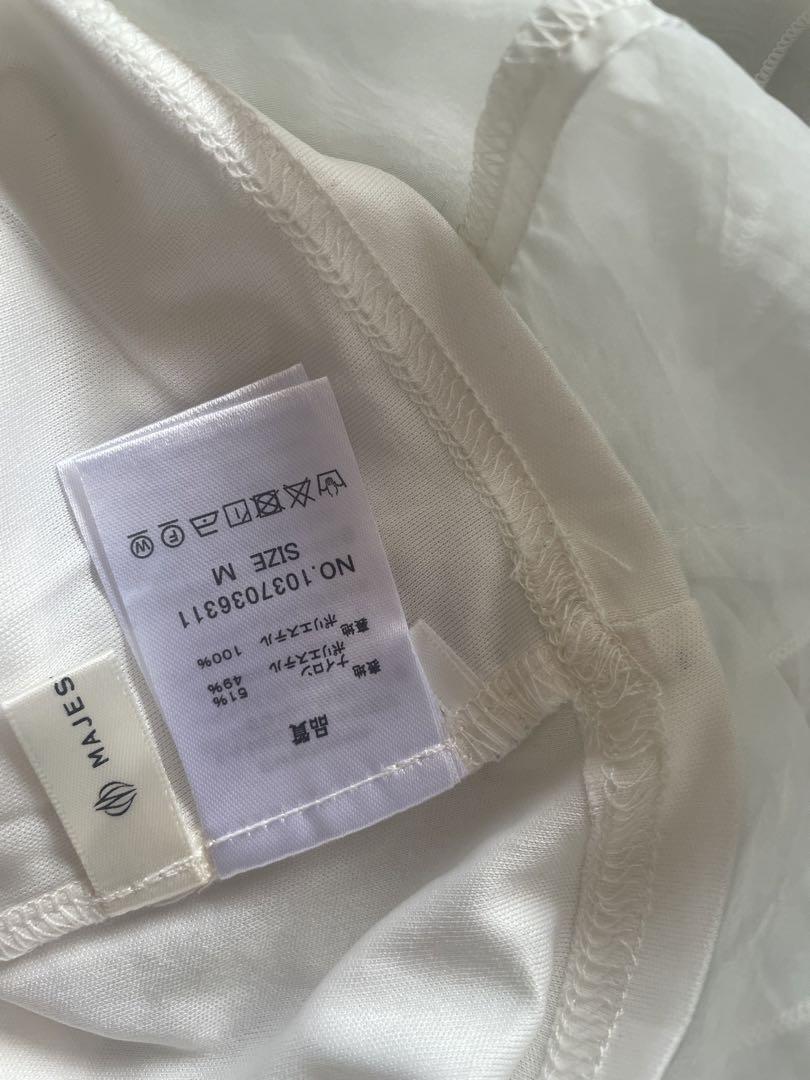 品質
表地
ナイロン 51%
ポリエステル 49%
裏地
ポリエステル 100%
NO.1037036311
SIZE M
W
F
MAJES